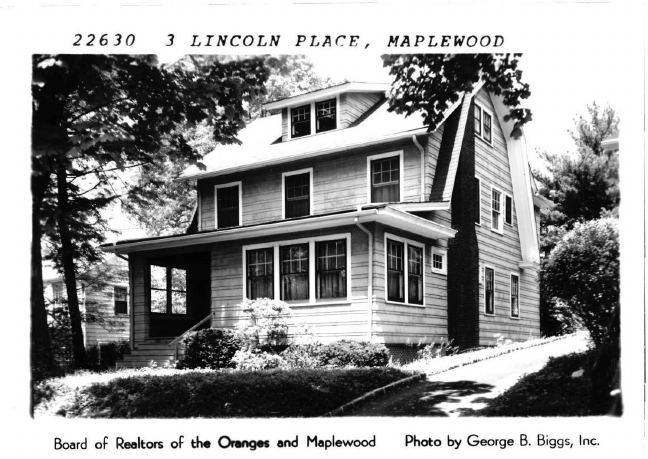 22630 3 LINCOLN PLACE, MAPLEWOOD
Board of Realtors of the Oranges and Maplewood Photo by George B. Biggs, Inc.